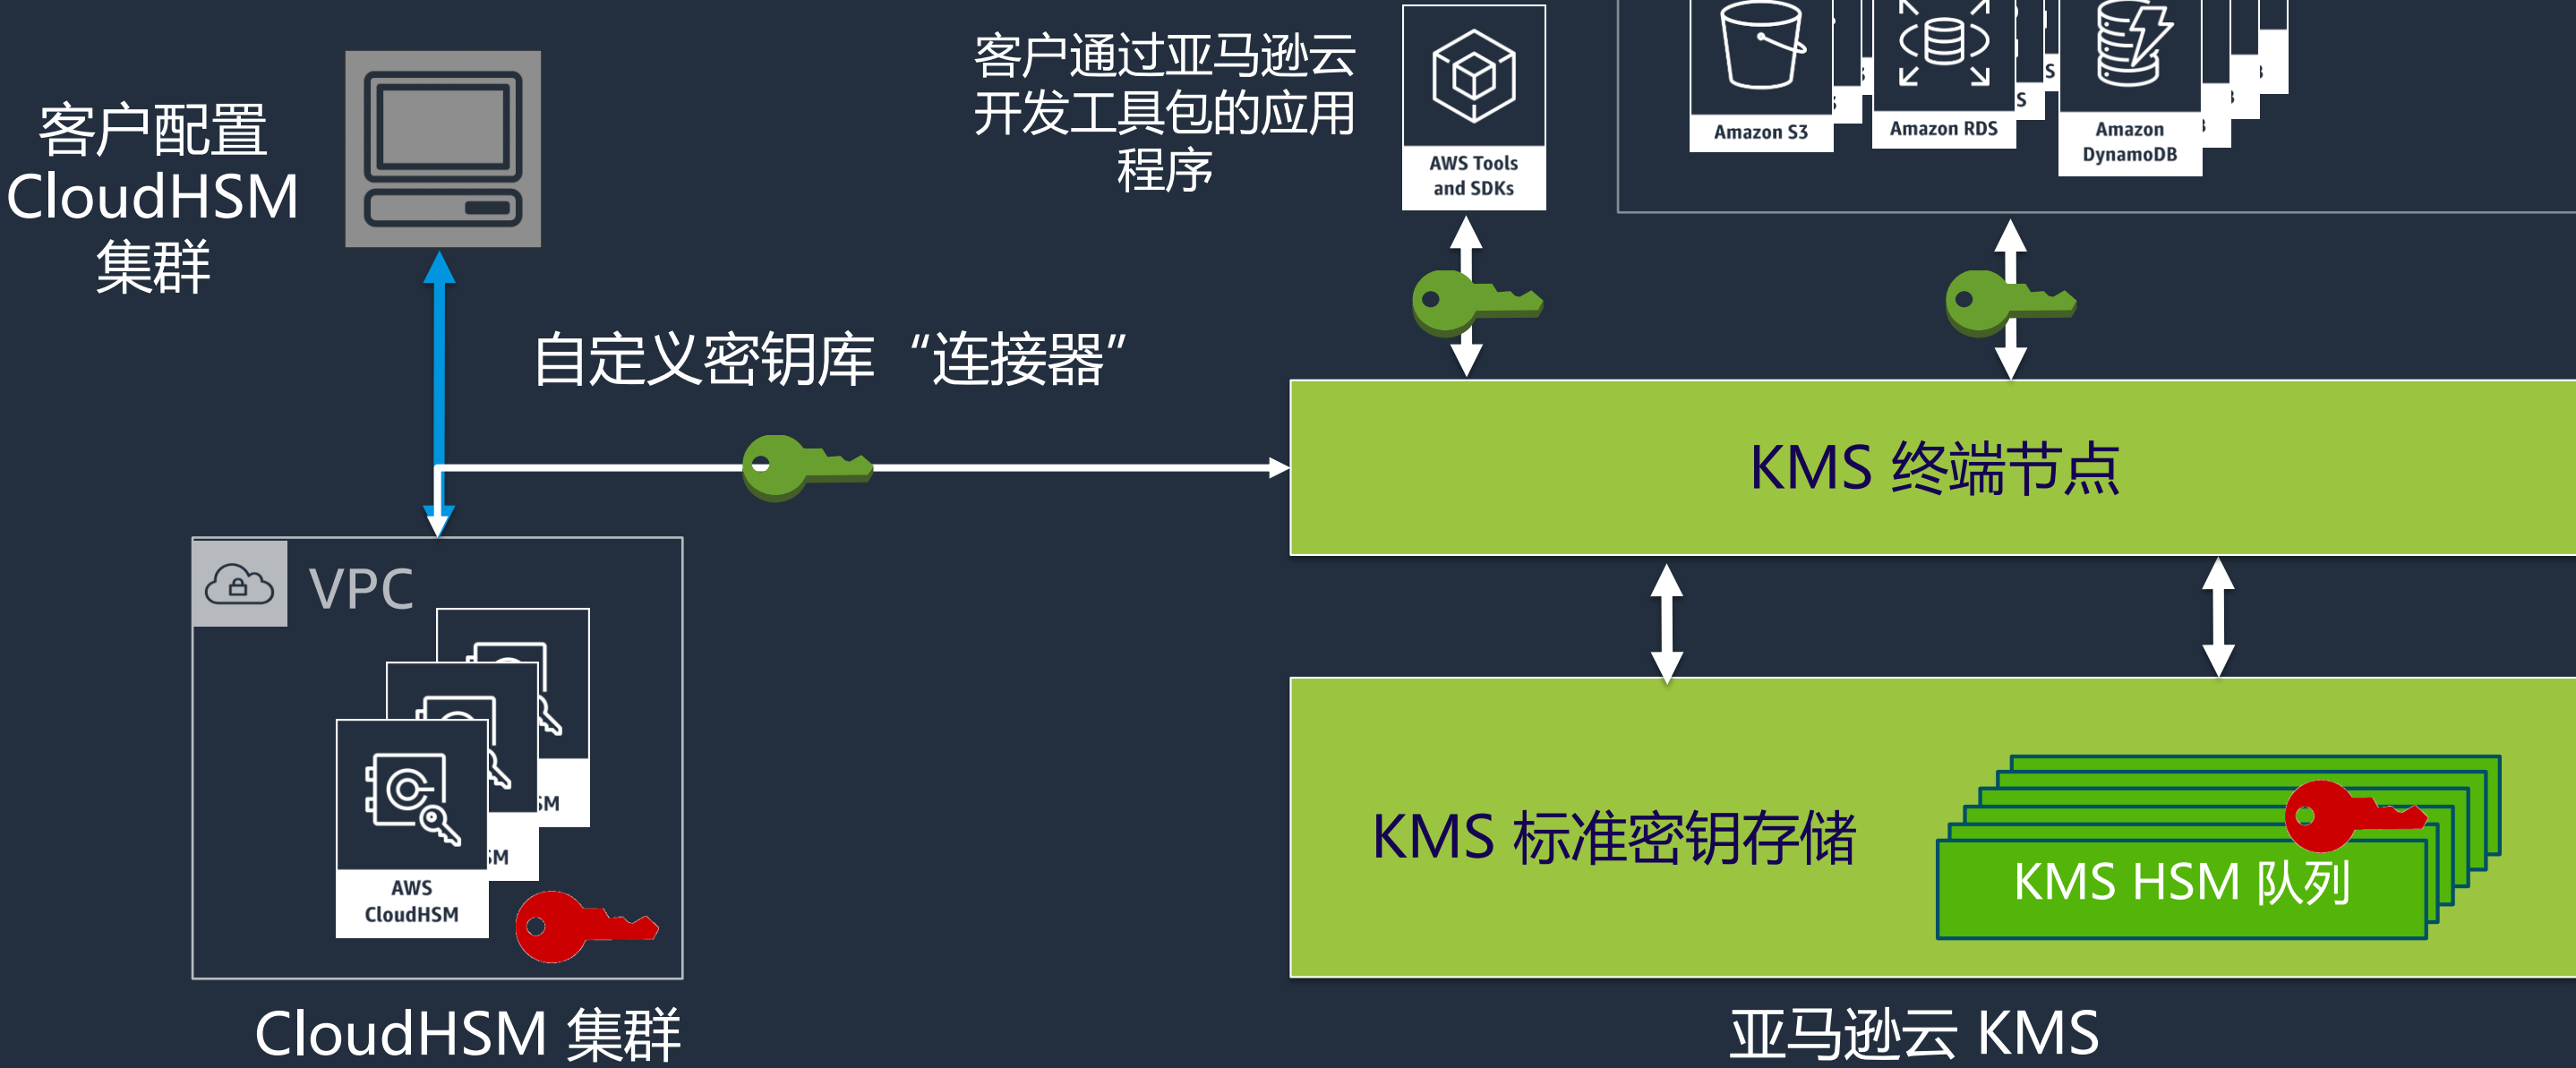 客户配置
CloudHSM
集群
客户通过亚马逊云
开发工具包的应用
程序
AWS Tools
and SDKs
Amazon S3
Amazon RDS
S
S
Amazon
DynamoDB
自定义密钥库 “连接器”
KMS 终端节点
VPC
SM
SM
AWS
CloudHSM
KMS 标准密钥存储
KMS HSM 队列
CloudHSM 集群
亚马逊云 KMS